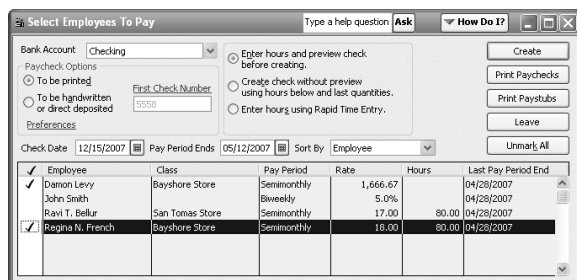 Select Employees To Pay
Type a help question Ask
How Do I?
Bank Account Checking
Paycheck Options
To be printed
To be handwritten
or direct deposited
First Check Number
5558
Preferences
Enter hours and preview check
before creating.
Create check without preview
using hours below and last quantities.
Enter hours using Rapid Time Entry.
Create
Print Paychecks
Print Paystubs
Leave
Unmark All
Check Date 12/15/2007 Pay Period Ends 05/12/2007 Sort By Employee
✓ Employee Class Pay Period Rate Hours Last Pay Period End
✓ Damon Levy Bayshore Store Semimonthly 1,666.67 04/28/2007
John Smith Biweekly 5.0% 04/28/2007
Ravi T. Bellur San Tomas Store Semimonthly 17.00 80.00 04/28/2007
✓ Regina N. French Bayshore Store Semimonthly 18.00 80.00 04/28/2007